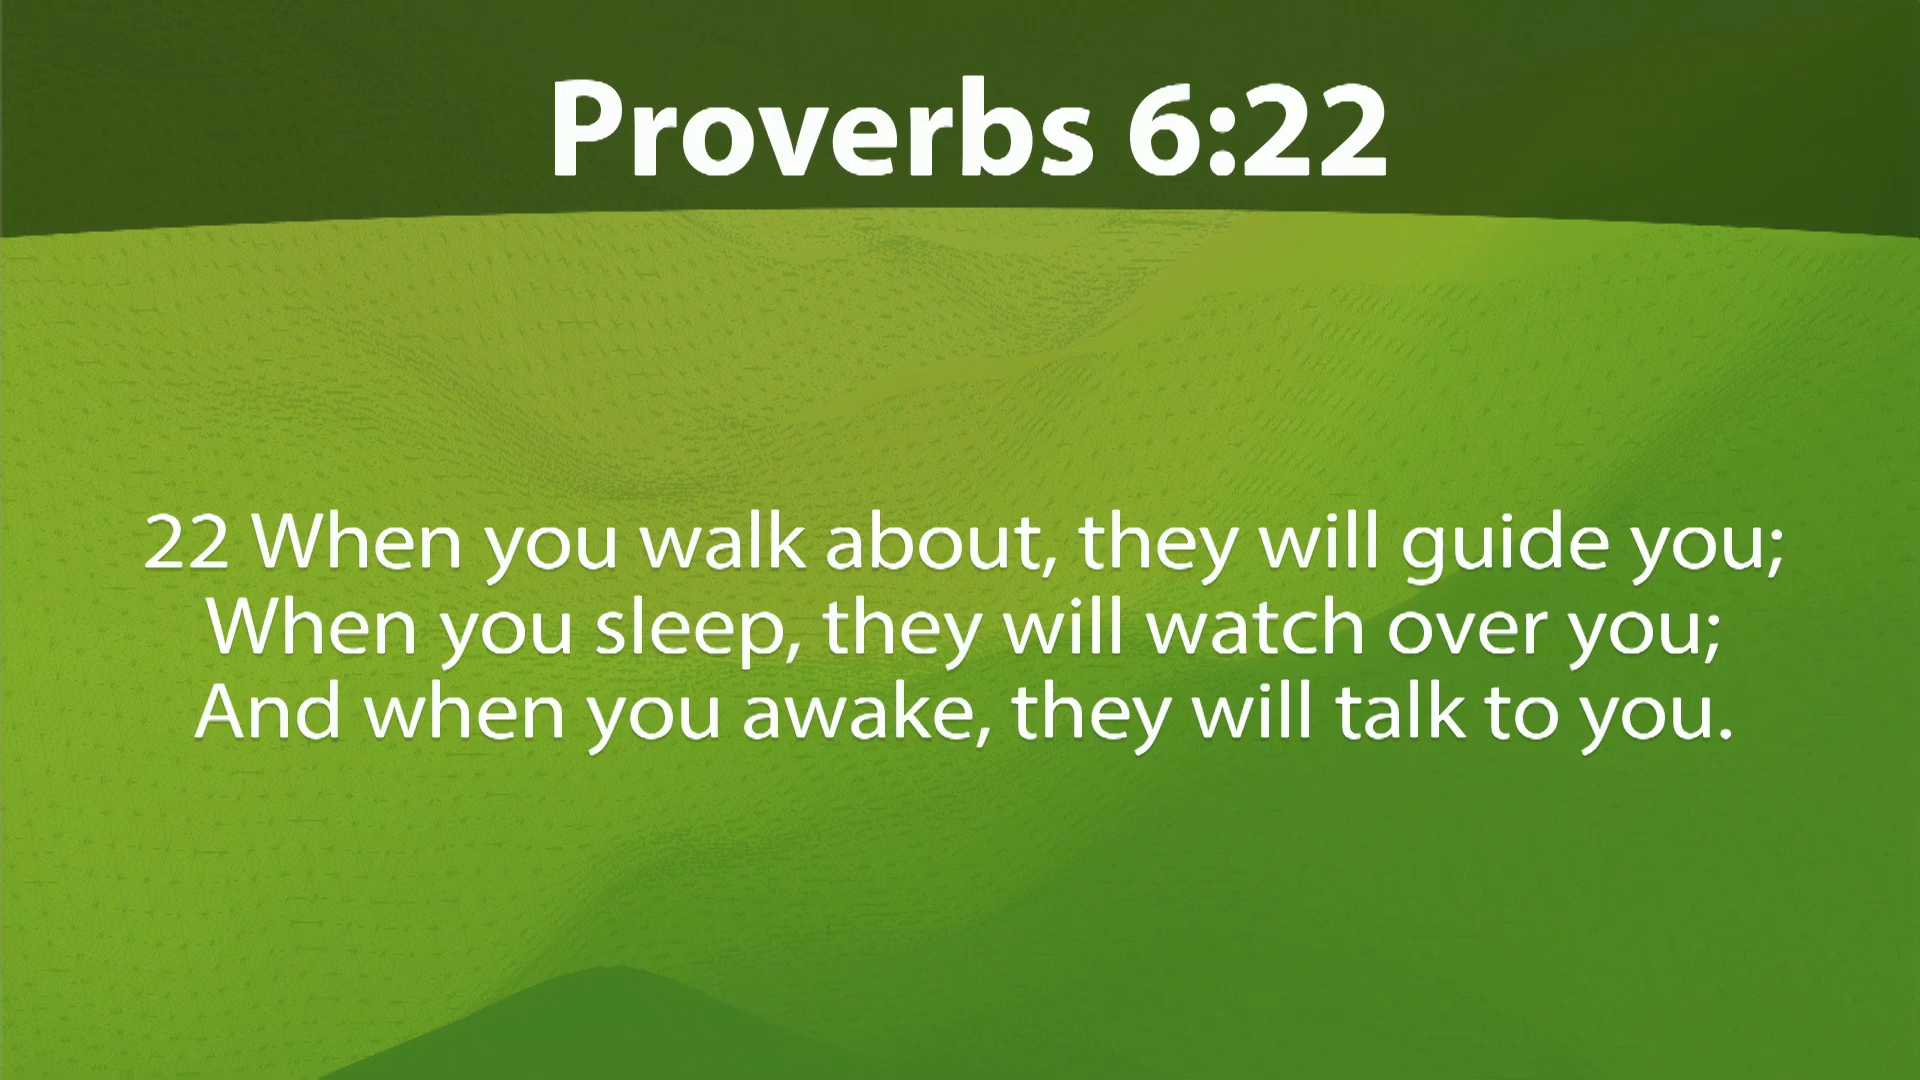 Proverbs 6:22
22 When you walk about, they will guide you;
When you sleep, they will watch over you;
And when you awake, they will talk to you.